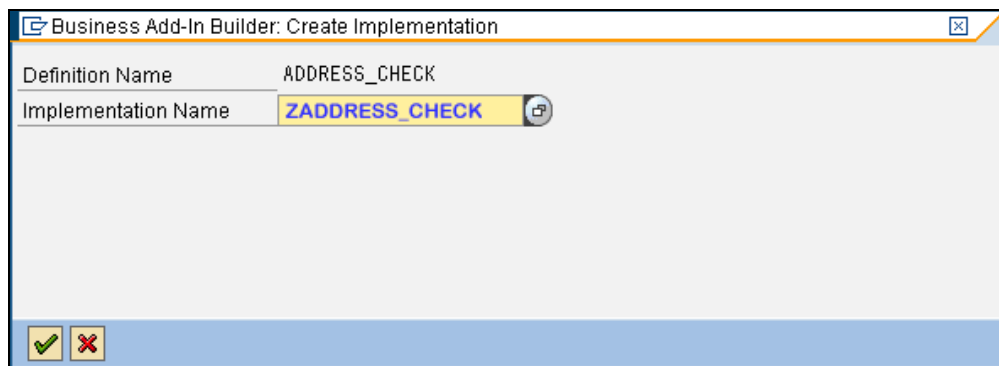 Business Add-In Builder: Create Implementation
Definition Name ADDRESS_CHECK
Implementation Name ZADDRESS_CHECK